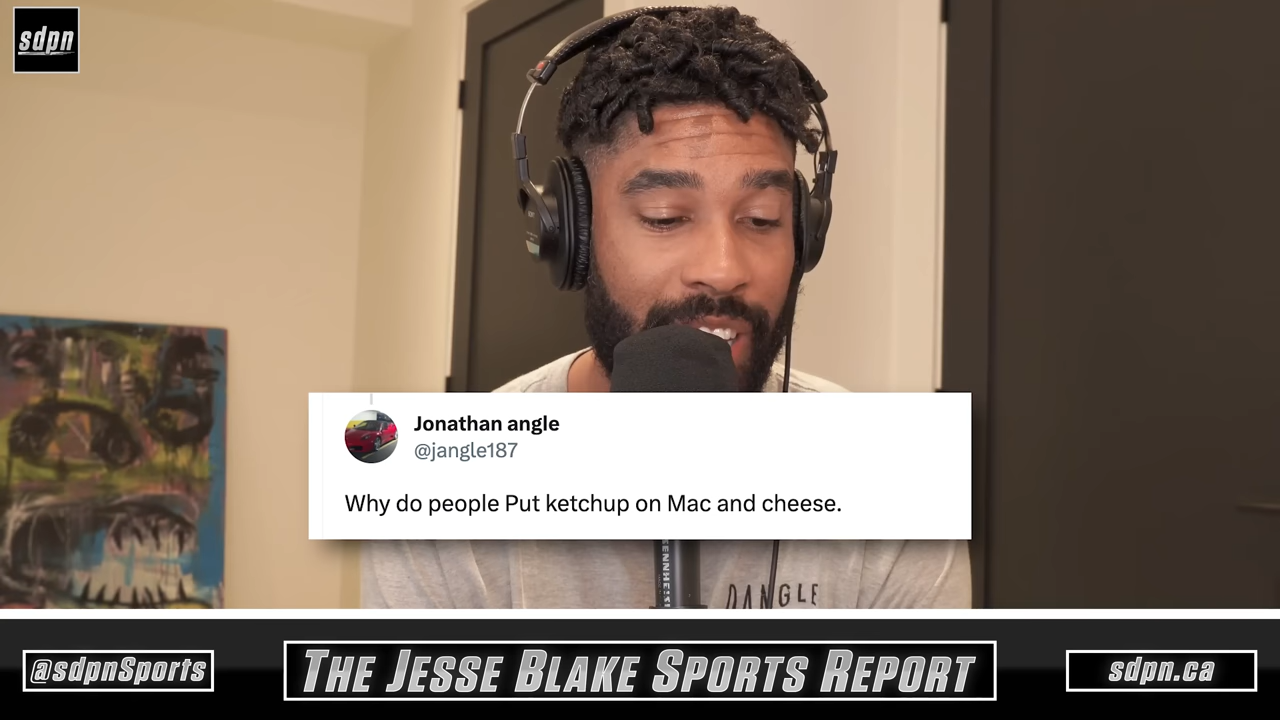 sdpn
Jonathan angle
@jangle187
Why do people Put ketchup on Mac and cheese.
DANGLE
@sdpnSports
THE JESSE BLAKE SPORTS REPORT
sdpn.ca